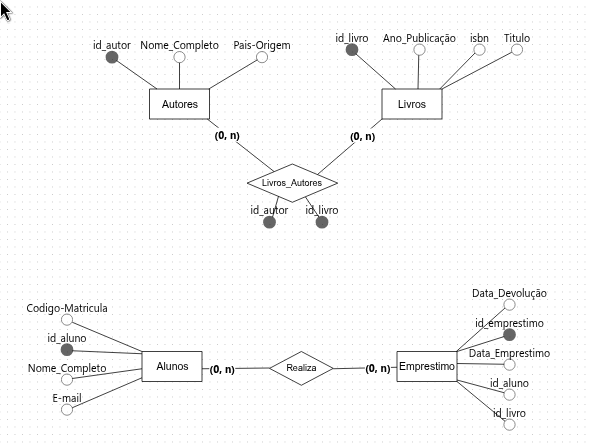 id_autor
Nome_Completo
Pais-Origem
id_livro
Ano_Publicação
isbn
Titulo
Autores
Livros
(0, n)
(0, n)
Livros_Autores
id_autor
id_livro
Codigo-Matricula
id_aluno
Nome_Completo
E-mail
Alunos
(0, n)
Realiza
(0, n)
Emprestimo
Data_Devolução
id_emprestimo
Data_Emprestimo
id_aluno
id_livro